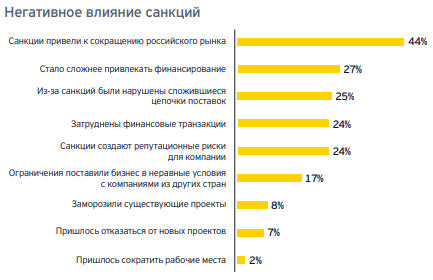 Негативное влияние санкций
Санкции привели к сокращению российского рынка 44%
Стало сложнее привлекать финансирование 27%
Из-за санкций были нарушены сложившиеся
цепочки поставок 25%
Затруднены финансовые транзакции 24%
Санкции создают репутационные риски
для компании 24%
Ограничения поставили бизнес в неравные условия
с компаниями из других стран 17%
Заморозили существующие проекты 8%
Пришлось отказаться от новых проектов 7%
Пришлось сократить рабочие места 2%